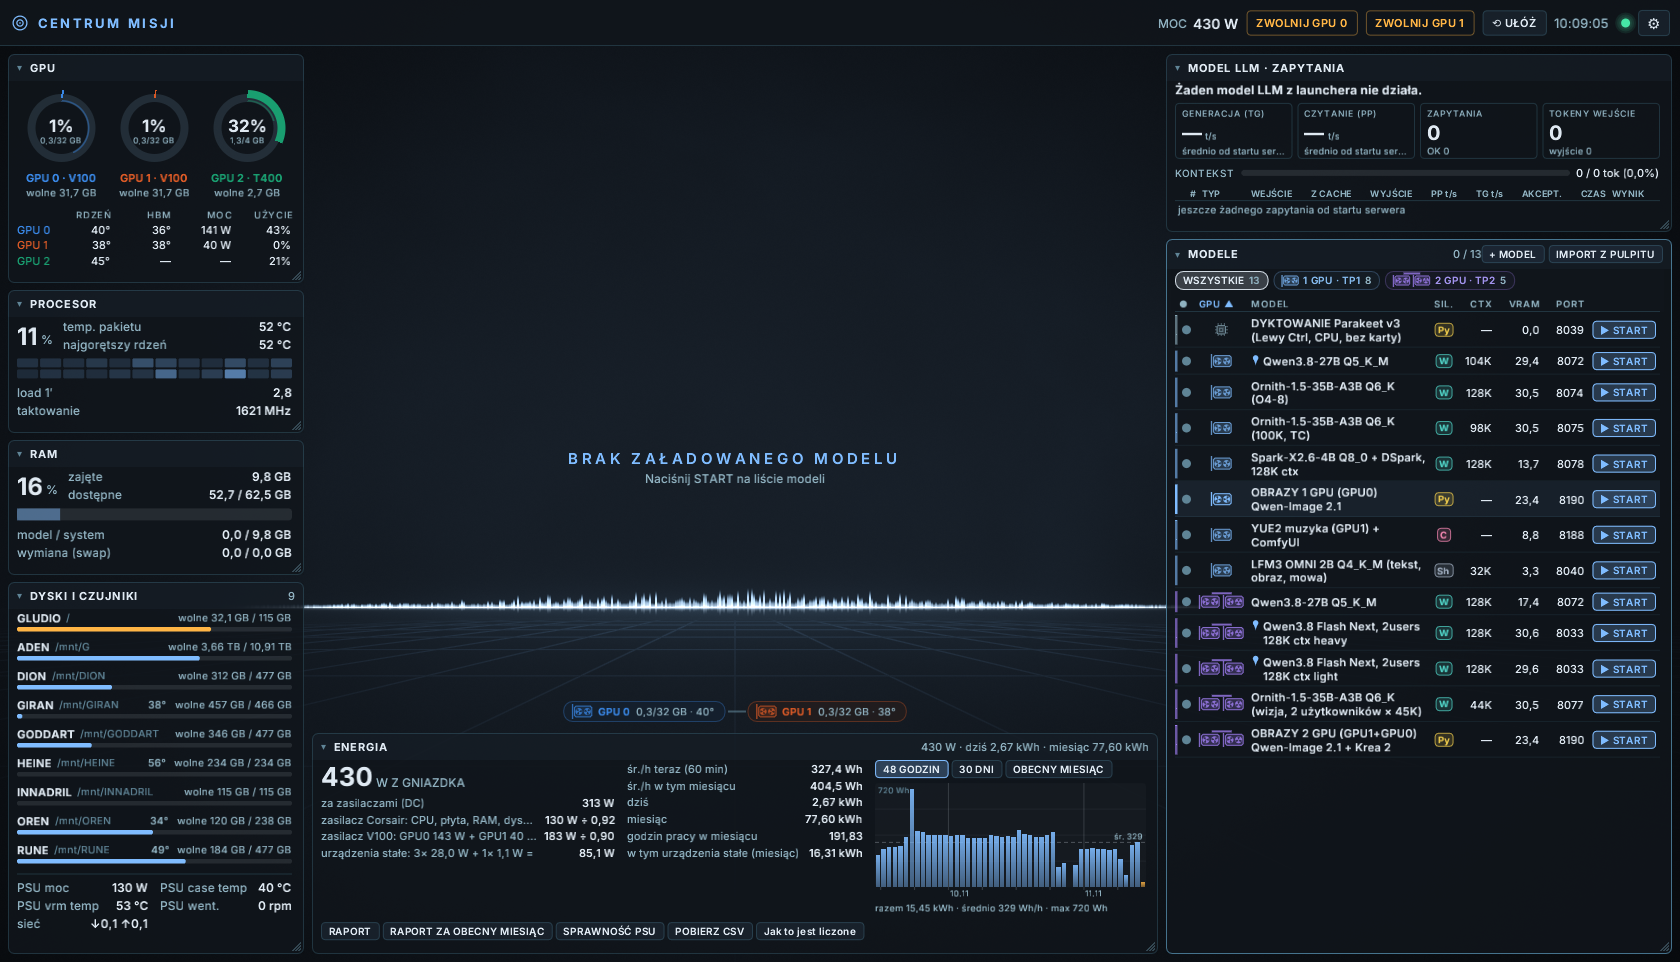 CENTRUM MISJI
MOC 430 W ZWOLNIJ GPU 0 ZWOLNIJ GPU 1 ⟲ UŁÓŻ 10:09:05
GPU
1% 1% 32%
0,3/32 GB 0,3/32 GB 1,3/4 GB
GPU 0 · V100 GPU 1 · V100 GPU 2 · T400
wolne 31,7 GB wolne 31,7 GB wolne 2,7 GB
RDZEŃ HBM MOC UŻYCIE
GPU 0 40° 36° 141 W 43%
GPU 1 38° 38° 40 W 0%
GPU 2 45° — — 21%
PROCESOR
11 % temp. pakietu 52 °C
najgorętszy rdzeń 52 °C
load 1' 2,8
taktowanie 1621 MHz
RAM
16 % zajęte 9,8 GB
dostępne 52,7 / 62,5 GB
model / system 0,0 / 9,8 GB
wymiana (swap) 0,0 / 0,0 GB
DYSKI I CZUJNIKI 9
GLUDIO / wolne 32,1 GB / 115 GB
ADEN /mnt/G wolne 3,66 TB / 10,91 TB
DION /mnt/DION wolne 312 GB / 477 GB
GIRAN /mnt/GIRAN 38° wolne 457 GB / 466 GB
GODDART /mnt/GODDART wolne 346 GB / 477 GB
HEINE /mnt/HEINE 56° wolne 234 GB / 234 GB
INNADRIL /mnt/INNADRIL wolne 115 GB / 115 GB
OREN /mnt/OREN 34° wolne 120 GB / 238 GB
RUNE /mnt/RUNE 49° wolne 184 GB / 477 GB
PSU moc 130 W PSU case temp 40 °C
PSU vrm temp 53 °C PSU went. 0 rpm
sieć ↓0,1 ↑0,1
BRAK ZAŁADOWANEGO MODELU
Naciśnij START na liście modeli
GPU 0 0,3/32 GB · 40° GPU 1 0,3/32 GB · 38°
ENERGIA 430 W · dziś 2,67 kWh · miesiąc 77,60 kWh
430 W Z GNIAZDKA
za zasilaczami (DC) 313 W
zasilacz Corsair: CPU, płyta, RAM, dys... 130 W ÷ 0,92
zasilacz V100: GPU0 143 W + GPU1 40 ... 183 W ÷ 0,90
urządzenia stałe: 3× 28,0 W + 1× 1,1 W = 85,1 W
śr./h teraz (60 min) 327,4 Wh
śr./h w tym miesiącu 404,5 Wh
dziś 2,67 kWh
miesiąc 77,60 kWh
godzin pracy w miesiącu 191,83
w tym urządzenia stałe (miesiąc) 16,31 kWh
48 GODZIN 30 DNI OBECNY MIESIĄC
720 Wh
śr. 329
10.11 11.11
razem 15,45 kWh · średnio 329 Wh/h · max 720 Wh
RAPORT RAPORT ZA OBECNY MIESIĄC SPRAWNOŚĆ PSU POBIERZ CSV Jak to jest liczone
MODEL LLM · ZAPYTANIA
Żaden model LLM z launchera nie działa.
GENERACJA (TG) CZYTANIE (PP) ZAPYTANIA TOKENY WEJŚCIE
— t/s — t/s 0 0
średnio od startu ser... średnio od startu ser... OK 0 wyjście 0
KONTEKST 0 / 0 tok (0,0%)
# TYP WEJŚCIE Z CACHE WYJŚCIE PP t/s TG t/s AKCEPT. CZAS WYNIK
jeszcze żadnego zapytania od startu serwera
MODELE 0 / 13 + MODEL IMPORT Z PULPITU
WSZYSTKIE 13 1 GPU · TP1 8 2 GPU · TP2 5
GPU ▲ MODEL SIL. CTX VRAM PORT
DYKTOWANIE Parakeet v3
(Lewy Ctrl, CPU, bez karty) Py — 0,0 8039 ▶ START
Qwen3.8-27B Q5_K_M W 104K 29,4 8072 ▶ START
Ornith-1.5-35B-A3B Q6_K
(O4-8) W 128K 30,5 8074 ▶ START
Ornith-1.5-35B-A3B Q6_K
(100K, TC) W 98K 30,5 8075 ▶ START
Spark-X2.6-4B Q8_0 + DSpark,
128K ctx W 128K 13,7 8078 ▶ START
OBRAZY 1 GPU (GPU0)
Qwen-Image 2.1 Py — 23,4 8190 ▶ START
YUE2 muzyka (GPU1) +
ComfyUI C — 8,8 8188 ▶ START
LFM3 OMNI 2B Q4_K_M (tekst,
obraz, mowa) Sh 32K 3,3 8040 ▶ START
Qwen3.8-27B Q5_K_M W 128K 17,4 8072 ▶ START
Qwen3.8 Flash Next, 2users
128K ctx heavy W 128K 30,6 8033 ▶ START
Qwen3.8 Flash Next, 2users
128K ctx light W 128K 29,6 8033 ▶ START
Ornith-1.5-35B-A3B Q6_K
(wizja, 2 użytkowników × 45K) W 44K 30,5 8077 ▶ START
OBRAZY 2 GPU (GPU1+GPU0)
Qwen-Image 2.1 + Krea 2 Py — 23,4 8190 ▶ START